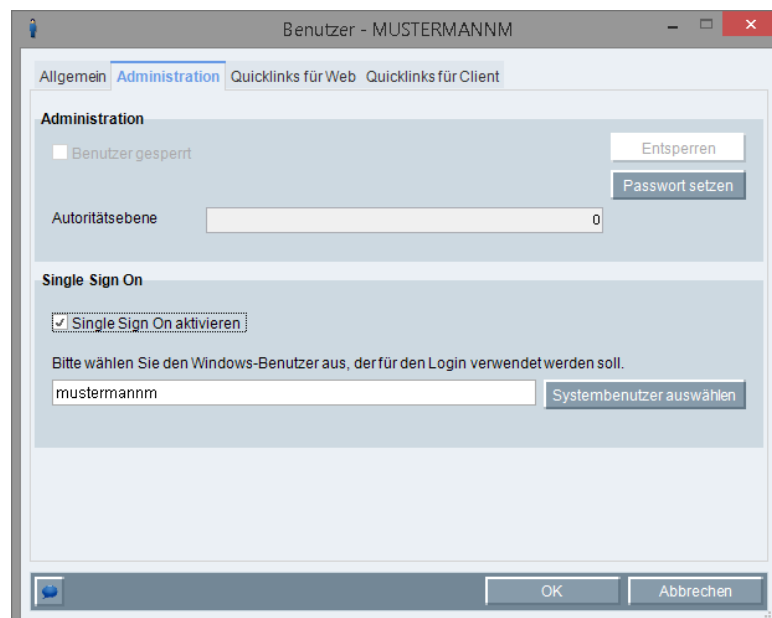 Benutzer - MUSTERMANNM
Allgemein Administration Quicklinks für Web Quicklinks für Client
Administration
Benutzer gesperrt
Entsperren
Passwort setzen
Autoritätsebene 0
Single Sign On
Single Sign On aktivieren
Bitte wählen Sie den Windows-Benutzer aus, der für den Login verwendet werden soll.
mustermannm Systembenutzer auswählen
OK Abbrechen